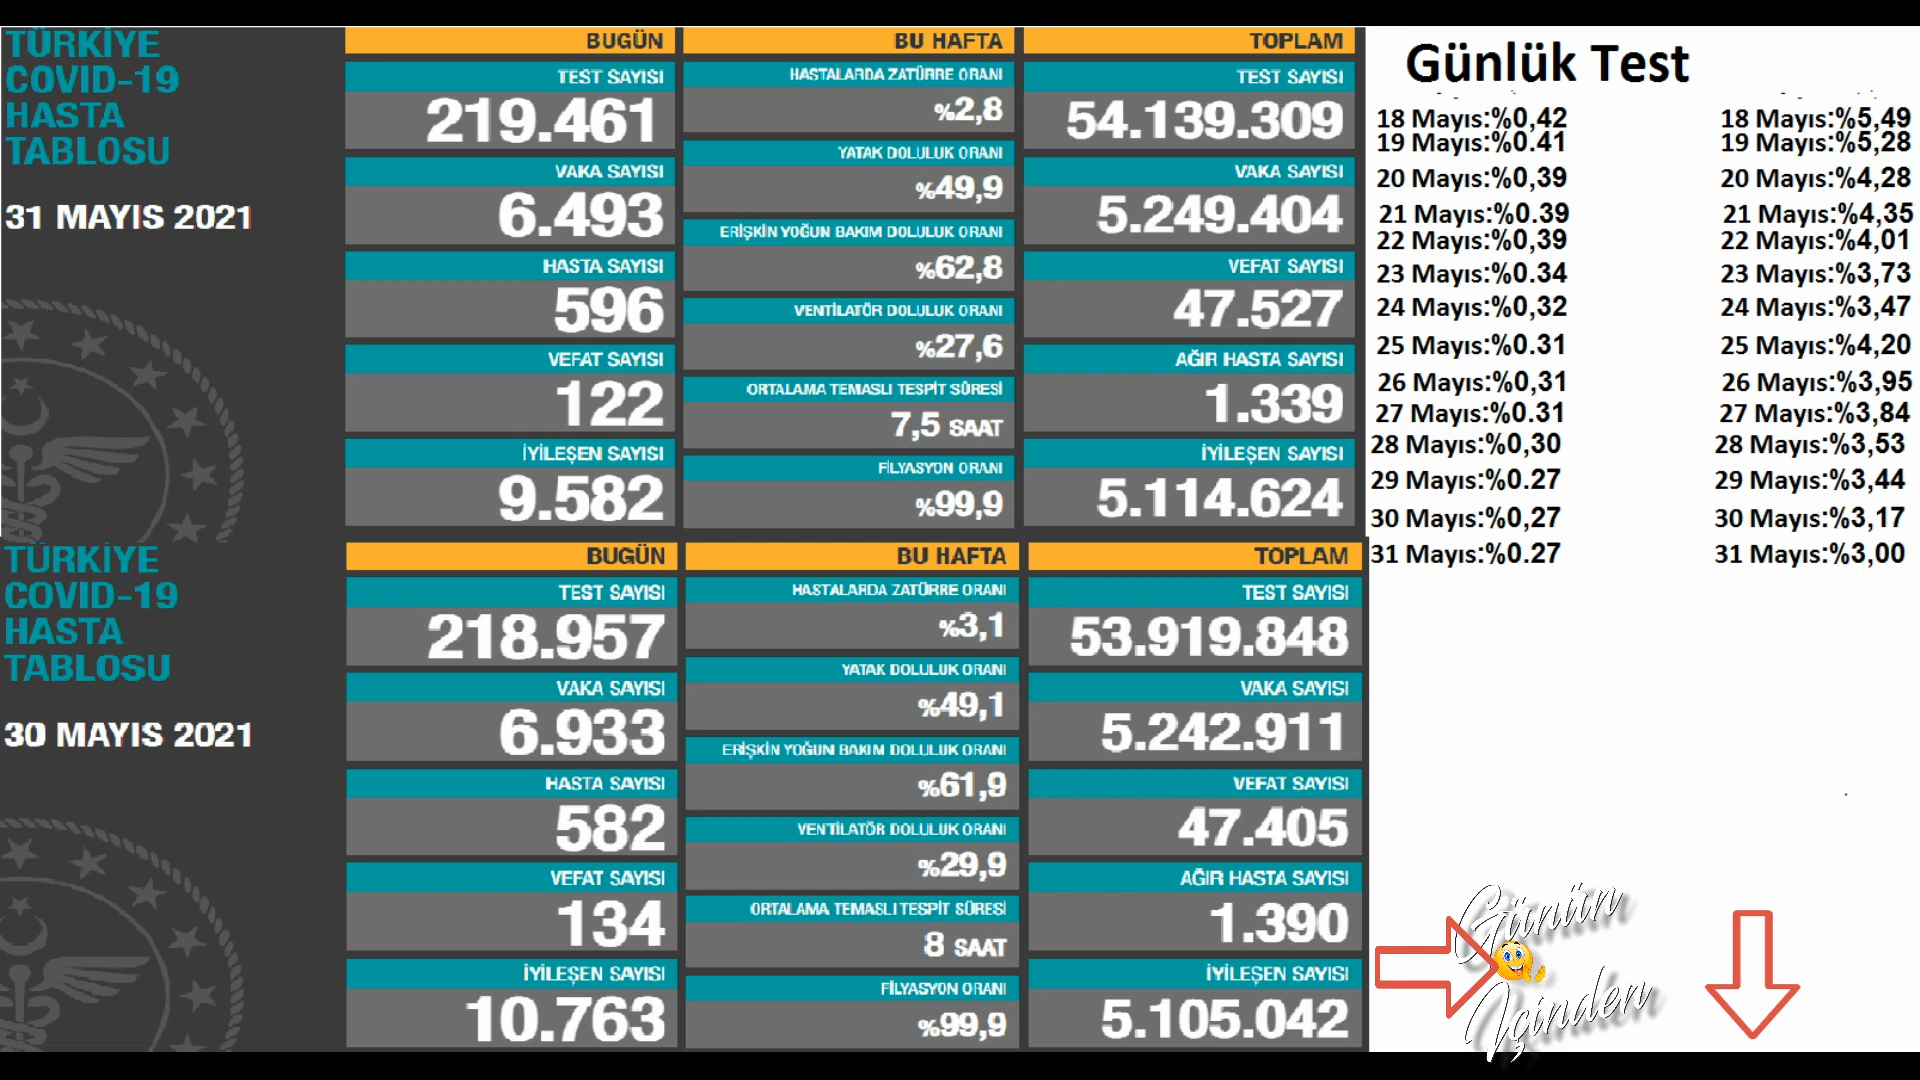 TÜRKİYE
COVID-19
HASTA
TABLOSU
31 MAYIS 2021
BUGÜN
TEST SAYISI
219.461
VAKA SAYISI
6.493
HASTA SAYISI
596
VEFAT SAYISI
122
İYİLEŞEN SAYISI
9.582
BU HAFTA
HASTALARDA ZATÜRRE ORANI
%2,8
YATAK DOLULUK ORANI
%49,9
ERİŞKİN YOĞUN BAKIM DOLULUK ORANI
%62,8
VENTİLATÖR DOLULUK ORANI
%27,6
ORTALAMA TEMASLI TESPİT SÜRESİ
7,5 SAAT
FİLYASYON ORANI
%99,9
TOPLAM
TEST SAYISI
54.139.309
VAKA SAYISI
5.249.404
VEFAT SAYISI
47.527
AĞIR HASTA SAYISI
1.339
İYİLEŞEN SAYISI
5.114.624
TÜRKİYE
COVID-19
HASTA
TABLOSU
30 MAYIS 2021
BUGÜN
TEST SAYISI
218.957
VAKA SAYISI
6.933
HASTA SAYISI
582
VEFAT SAYISI
134
İYİLEŞEN SAYISI
10.763
BU HAFTA
HASTALARDA ZATÜRRE ORANI
%3,1
YATAK DOLULUK ORANI
%49,1
ERİŞKİN YOĞUN BAKIM DOLULUK ORANI
%61,9
VENTİLATÖR DOLULUK ORANI
%29,9
ORTALAMA TEMASLI TESPİT SÜRESİ
8 SAAT
FİLYASYON ORANI
%99,9
TOPLAM
TEST SAYISI
53.919.848
VAKA SAYISI
5.242.911
VEFAT SAYISI
47.405
AĞIR HASTA SAYISI
1.390
İYİLEŞEN SAYISI
5.105.042
Günlük Test
18 Mayıs:%0,42
19 Mayıs:%0.41
20 Mayıs:%0,39
21 Mayıs:%0.39
22 Mayıs:%0,39
23 Mayıs:%0.34
24 Mayıs:%0,32
25 Mayıs:%0.31
26 Mayıs:%0,31
27 Mayıs:%0.31
28 Mayıs:%0,30
29 Mayıs:%0.27
30 Mayıs:%0,27
31 Mayıs:%0.27
18 Mayıs:%5,49
19 Mayıs:%5,28
20 Mayıs:%4,28
21 Mayıs:%4,35
22 Mayıs:%4,01
23 Mayıs:%3,73
24 Mayıs:%3,47
25 Mayıs:%4,20
26 Mayıs:%3,95
27 Mayıs:%3,84
28 Mayıs:%3,53
29 Mayıs:%3,44
30 Mayıs:%3,17
31 Mayıs:%3,00
Günün
İçinden